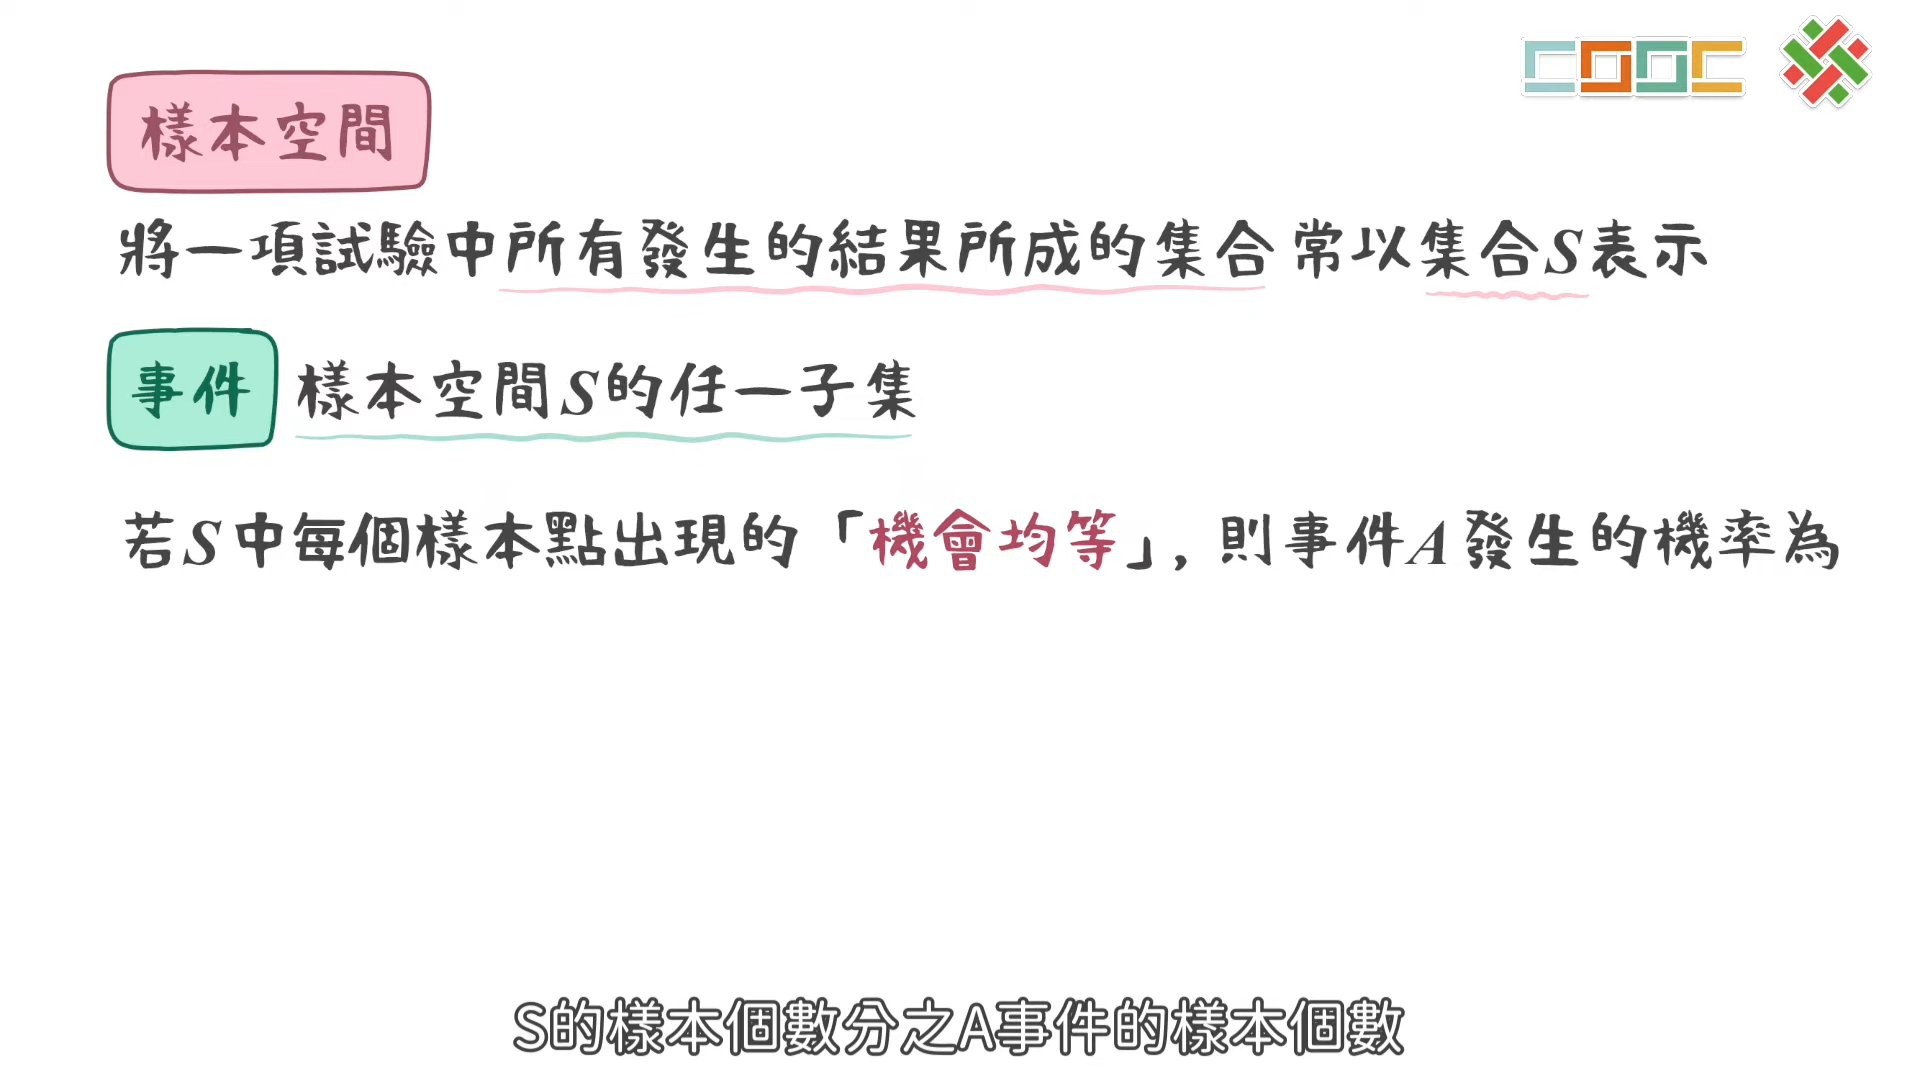 COOC
樣本空間
將一項試驗中所有發生的結果所成的集合 常以集合S表示
事件 樣本空間S的任一子集
若S中每個樣本點出現的「機會均等」, 則事件A發生的機率為
S的樣本個數分之A事件的樣本個數